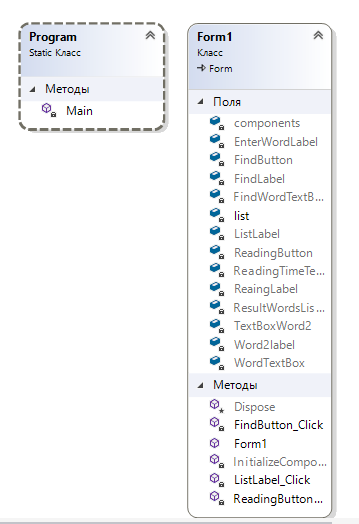 Program
Static Класс
Методы
Main
Form1
Класс
Form
Поля
components
EnterWordLabel
FindButton
FindLabel
FindWordTextB...
list
ListLabel
ReadingButton
ReadingTimeTe...
ReaingLabel
ResultWordsLis...
TextBoxWord2
Word2label
WordTextBox
Методы
Dispose
FindButton_Click
Form1
InitializeCompo...
ListLabel_Click
ReadingButton...